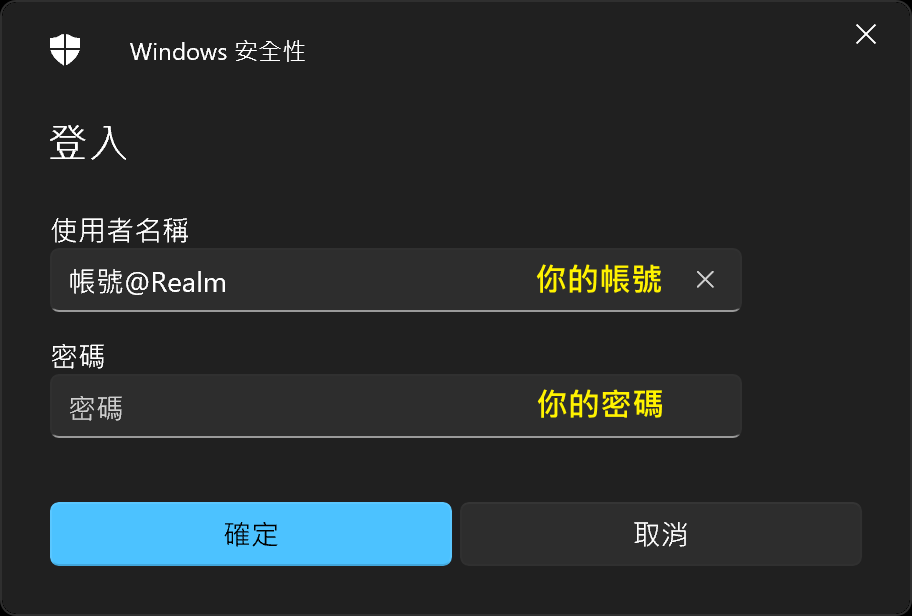 Windows 安全性
登入
使用者名稱
帳號@Realm 你的帳號
密碼
密碼 你的密碼
確定 取消